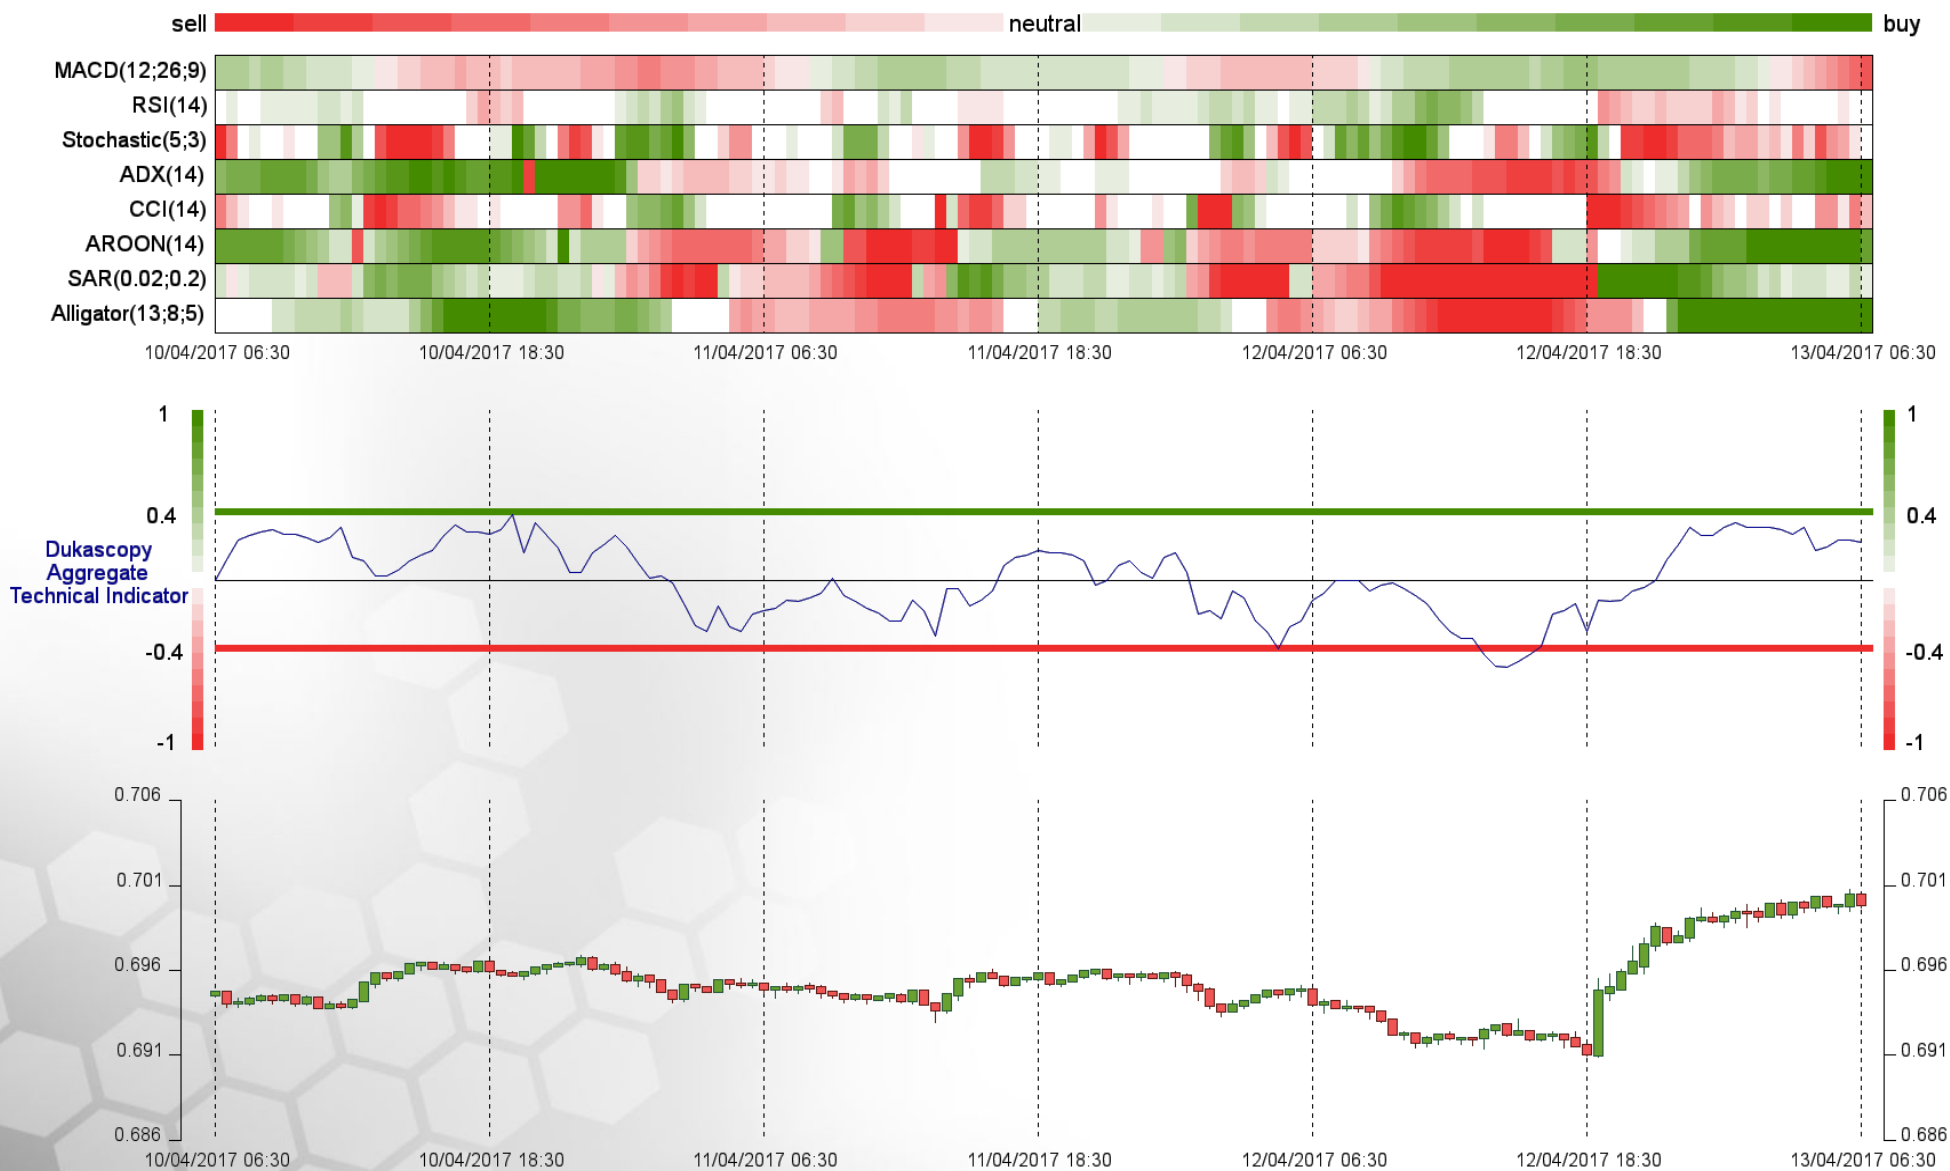 sell neutral buy
MACD(12;26;9)
RSI(14)
Stochastic(5;3)
ADX(14)
CCI(14)
AROON(14)
SAR(0.02;0.2)
Alligator(13;8;5)
10/04/2017 06:30 10/04/2017 18:30 11/04/2017 06:30 11/04/2017 18:30 12/04/2017 06:30 12/04/2017 18:30 13/04/2017 06:30
1 1
0.4 0.4
Dukascopy
Aggregate
Technical Indicator
-0.4 -0.4
-1 -1
0.706 0.706
0.701 0.701
0.696 0.696
0.691 0.691
0.686 0.686
10/04/2017 06:30 10/04/2017 18:30 11/04/2017 06:30 11/04/2017 18:30 12/04/2017 06:30 12/04/2017 18:30 13/04/2017 06:30